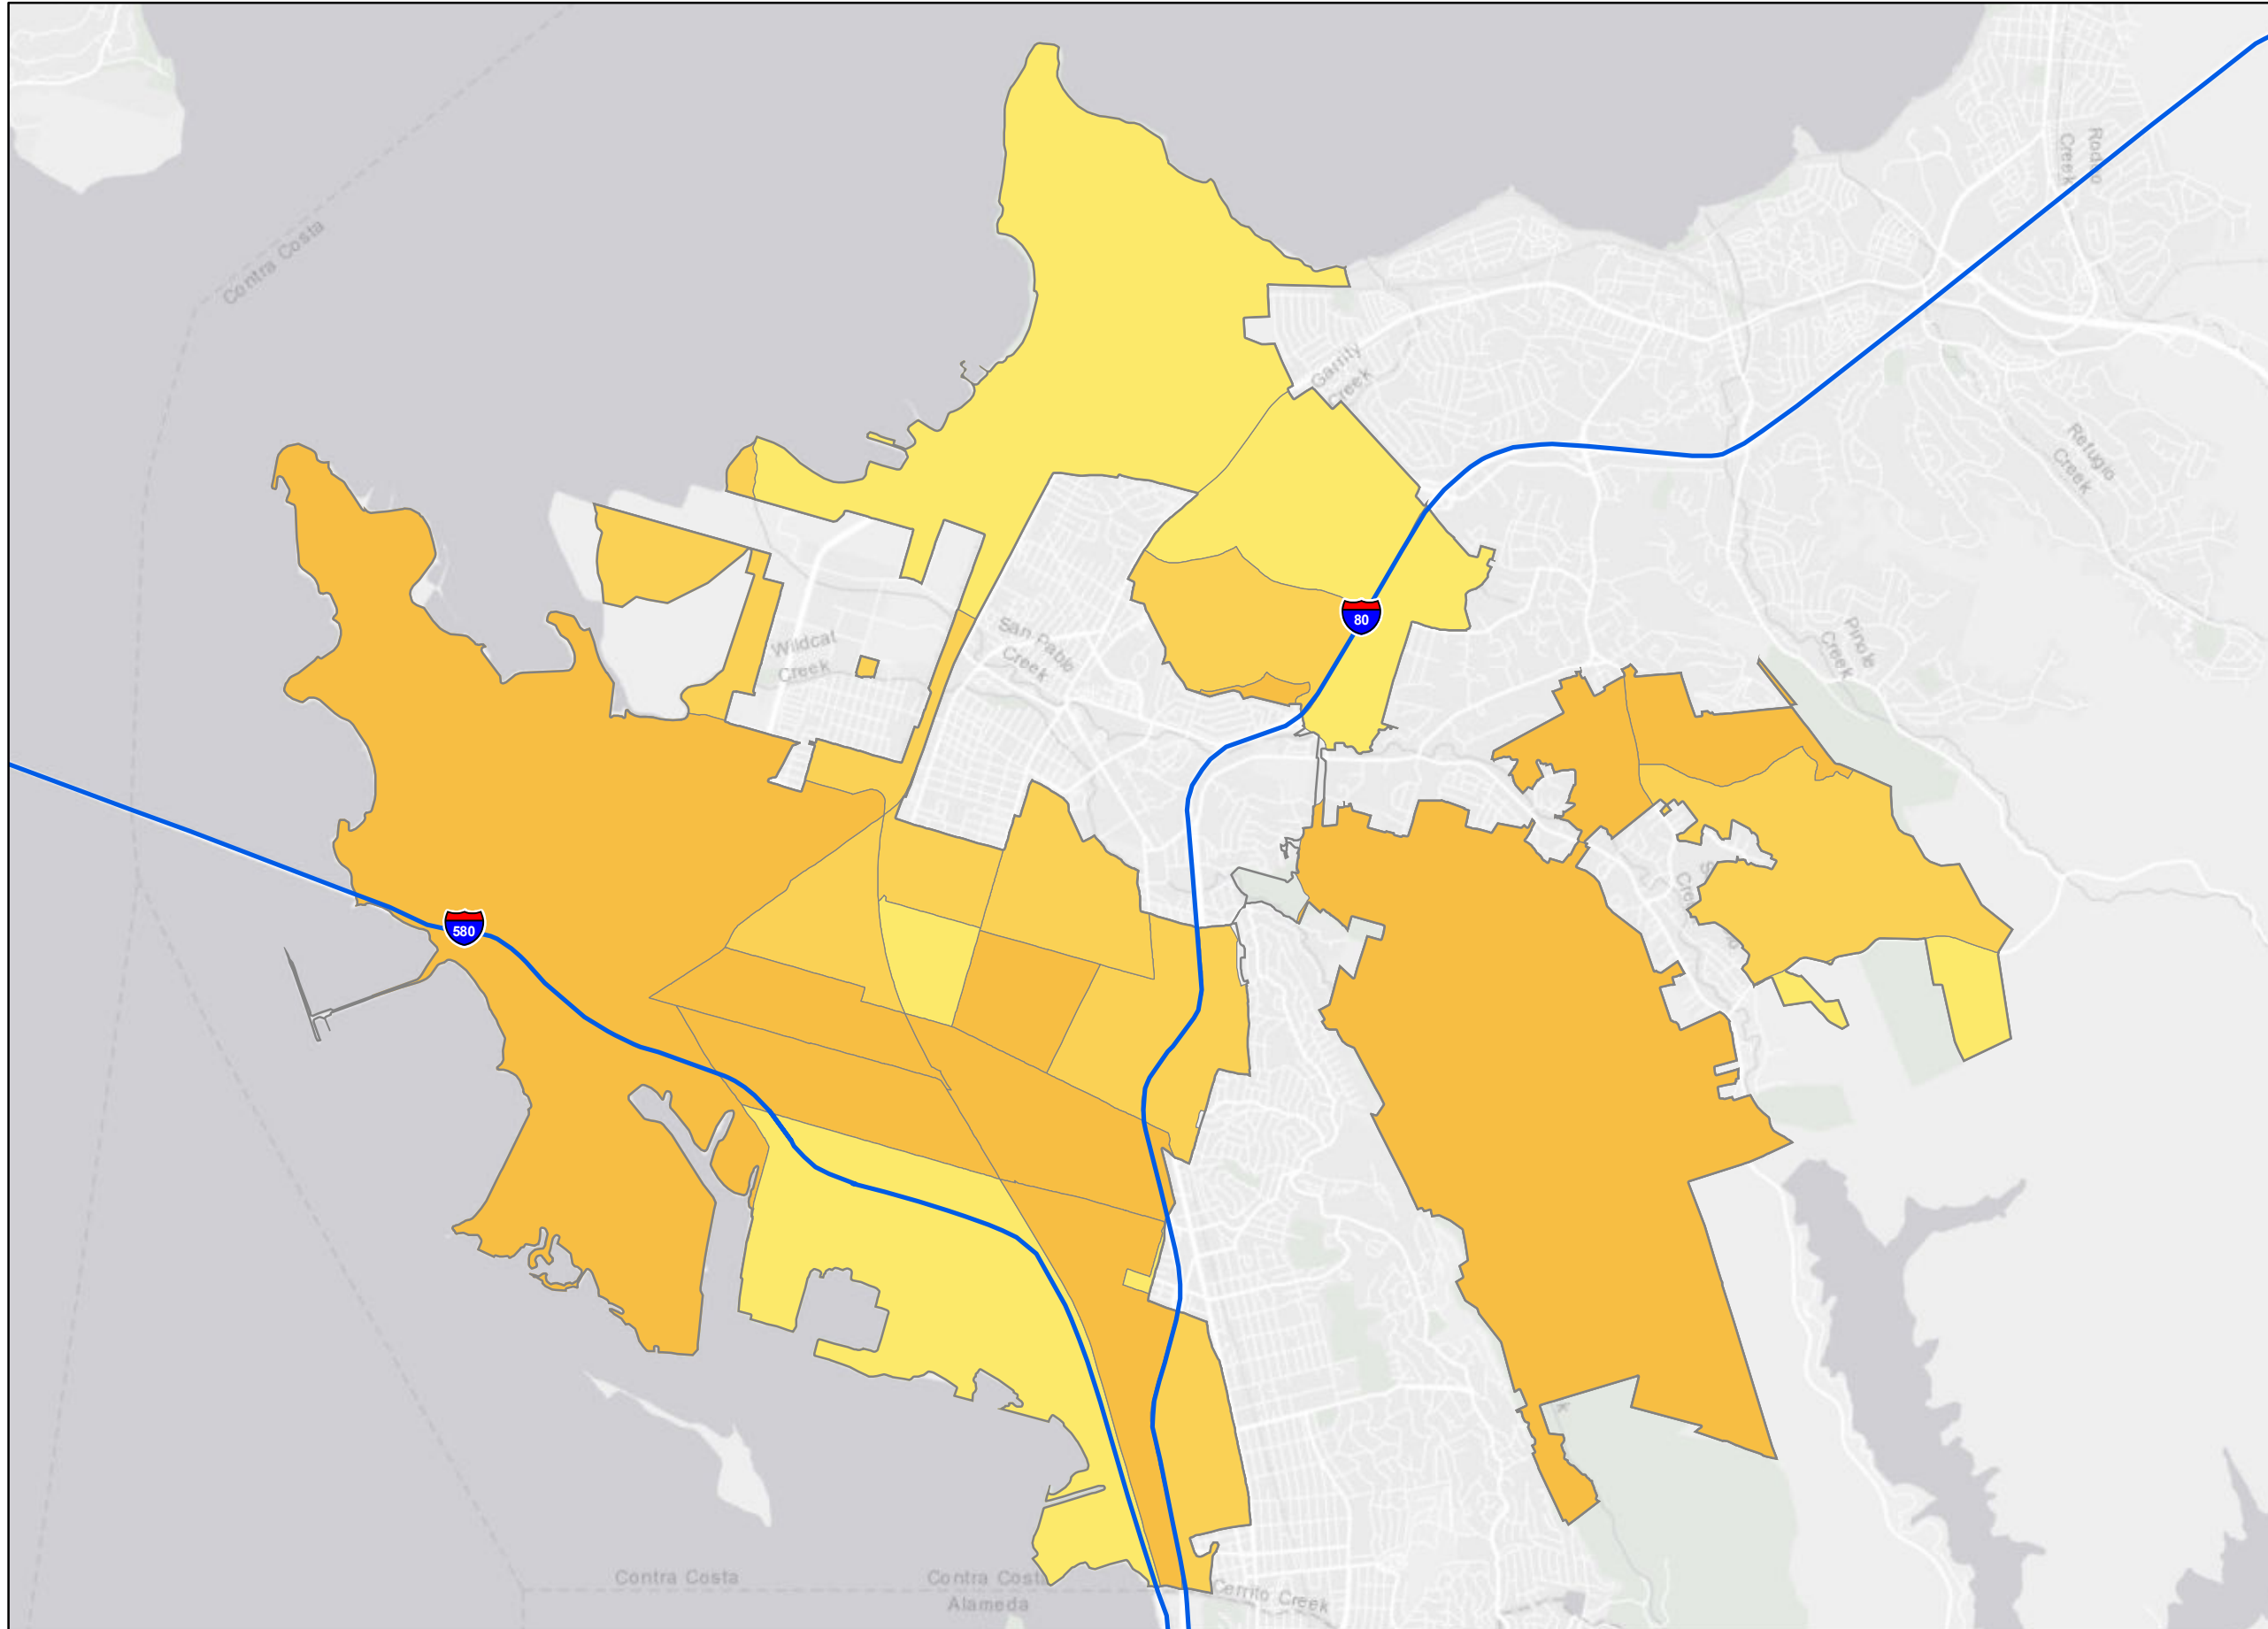 Contra Costa
Rodeo
Creek
Garrity
Creek
Refugio
Creek
80
Wildcat
Creek
San Pablo
Creek
Pinole
Creek
580
Contra Costa
Contra Costa
Alameda
Cerrito Creek